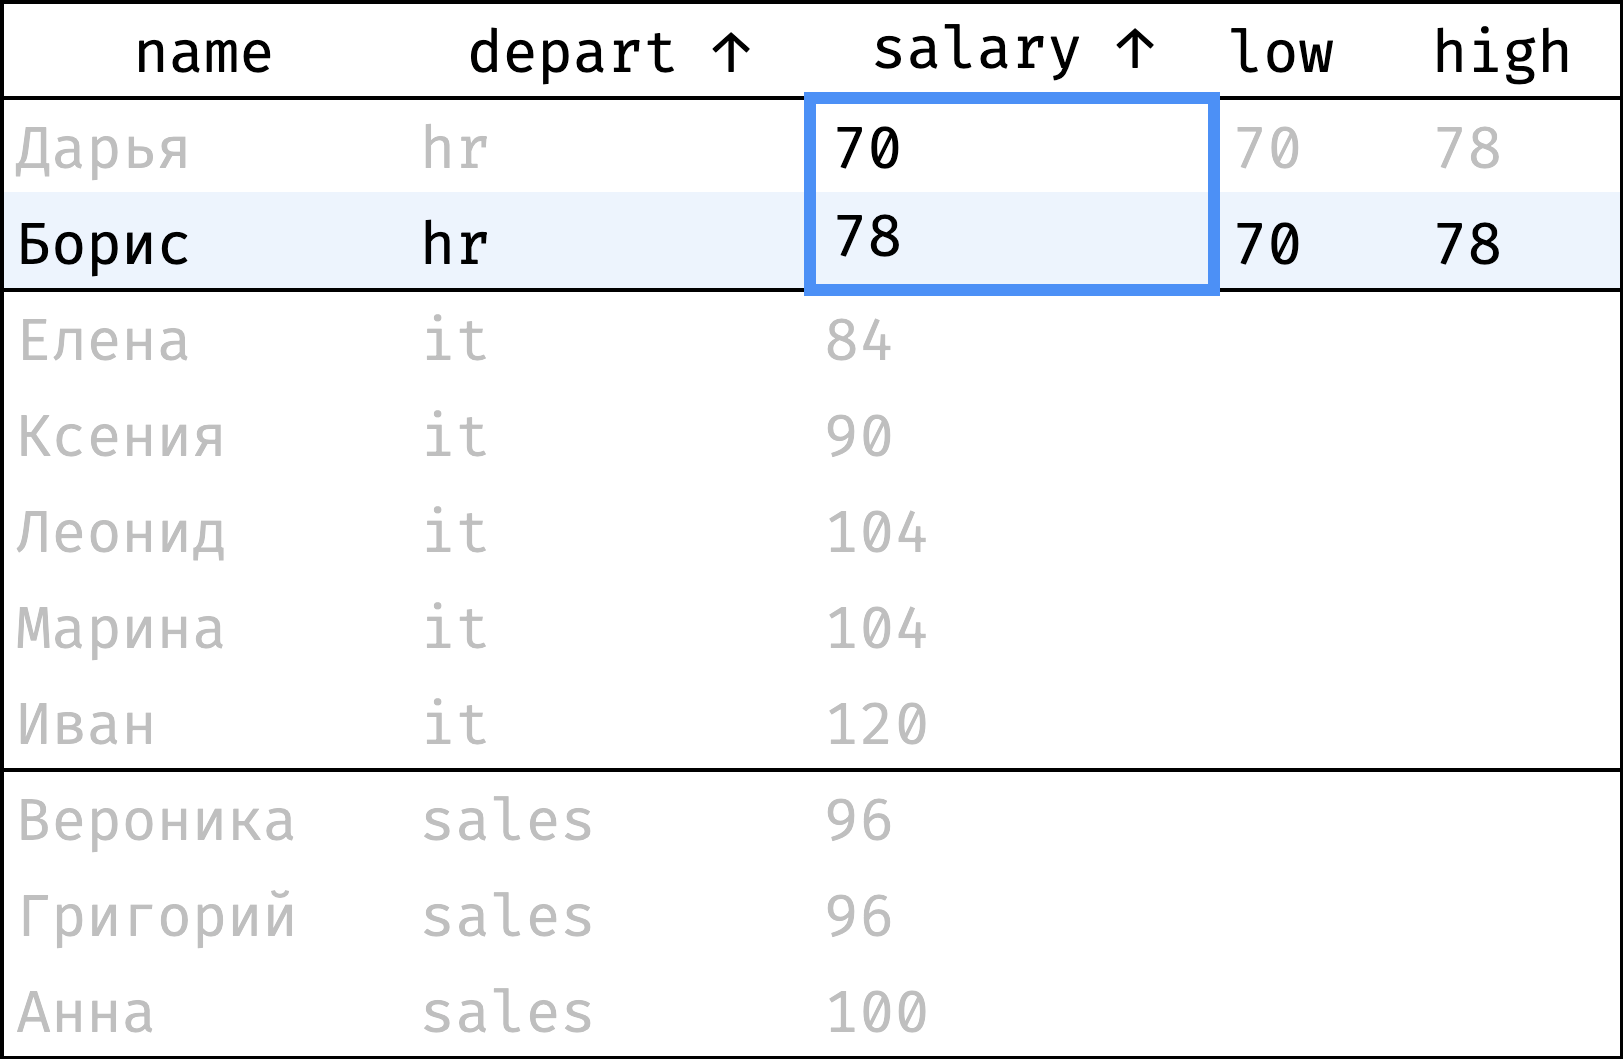 name depart ↑ salary ↑ low high
Дарья hr 70 70 78
Борис hr 78 70 78
Елена it 84
Ксения it 90
Леонид it 104
Марина it 104
Иван it 120
Вероника sales 96
Григорий sales 96
Анна sales 100